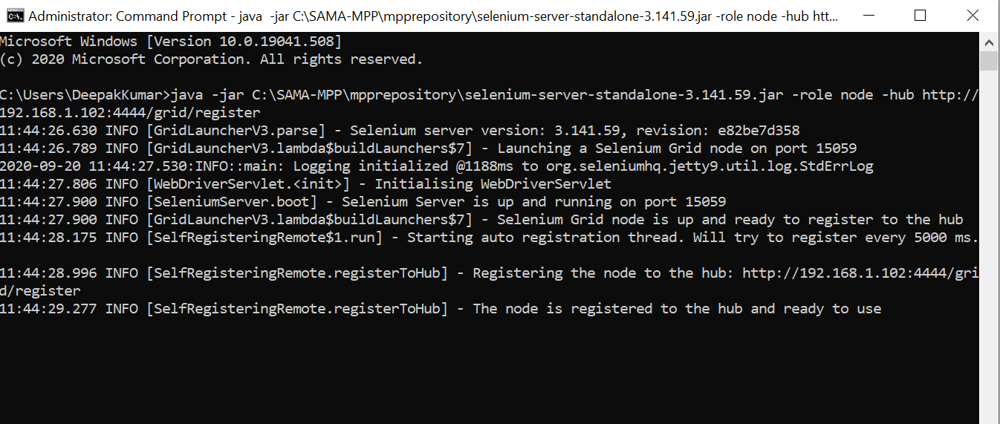 Administrator: Command Prompt - java  -jar C:\SAMA-MPP\mpprepository\selenium-server-standalone-3.141.59.jar -role node -hub htt...
Microsoft Windows [Version 10.0.19041.508]
(c) 2020 Microsoft Corporation. All rights reserved.
C:\Users\DeepakKumar>java -jar C:\SAMA-MPP\mpprepository\selenium-server-standalone-3.141.59.jar -role node -hub http://
192.168.1.102:4444/grid/register
11:44:26.630 INFO [GridLauncherV3.parse] - Selenium server version: 3.141.59, revision: e82be7d358
11:44:26.789 INFO [GridLauncherV3.lambda$buildLaunchers$7] - Launching a Selenium Grid node on port 15059
2020-09-20 11:44:27.530:INFO::main: Logging initialized @1188ms to org.seleniumhq.jetty9.util.log.StdErrLog
11:44:27.806 INFO [WebDriverServlet.<init>] - Initialising WebDriverServlet
11:44:27.900 INFO [SeleniumServer.boot] - Selenium Server is up and running on port 15059
11:44:27.900 INFO [GridLauncherV3.lambda$buildLaunchers$7] - Selenium Grid node is up and ready to register to the hub
11:44:28.175 INFO [SelfRegisteringRemote$1.run] - Starting auto registration thread. Will try to register every 5000 ms.
11:44:28.996 INFO [SelfRegisteringRemote.registerToHub] - Registering the node to the hub: http://192.168.1.102:4444/gri
d/register
11:44:29.277 INFO [SelfRegisteringRemote.registerToHub] - The node is registered to the hub and ready to use